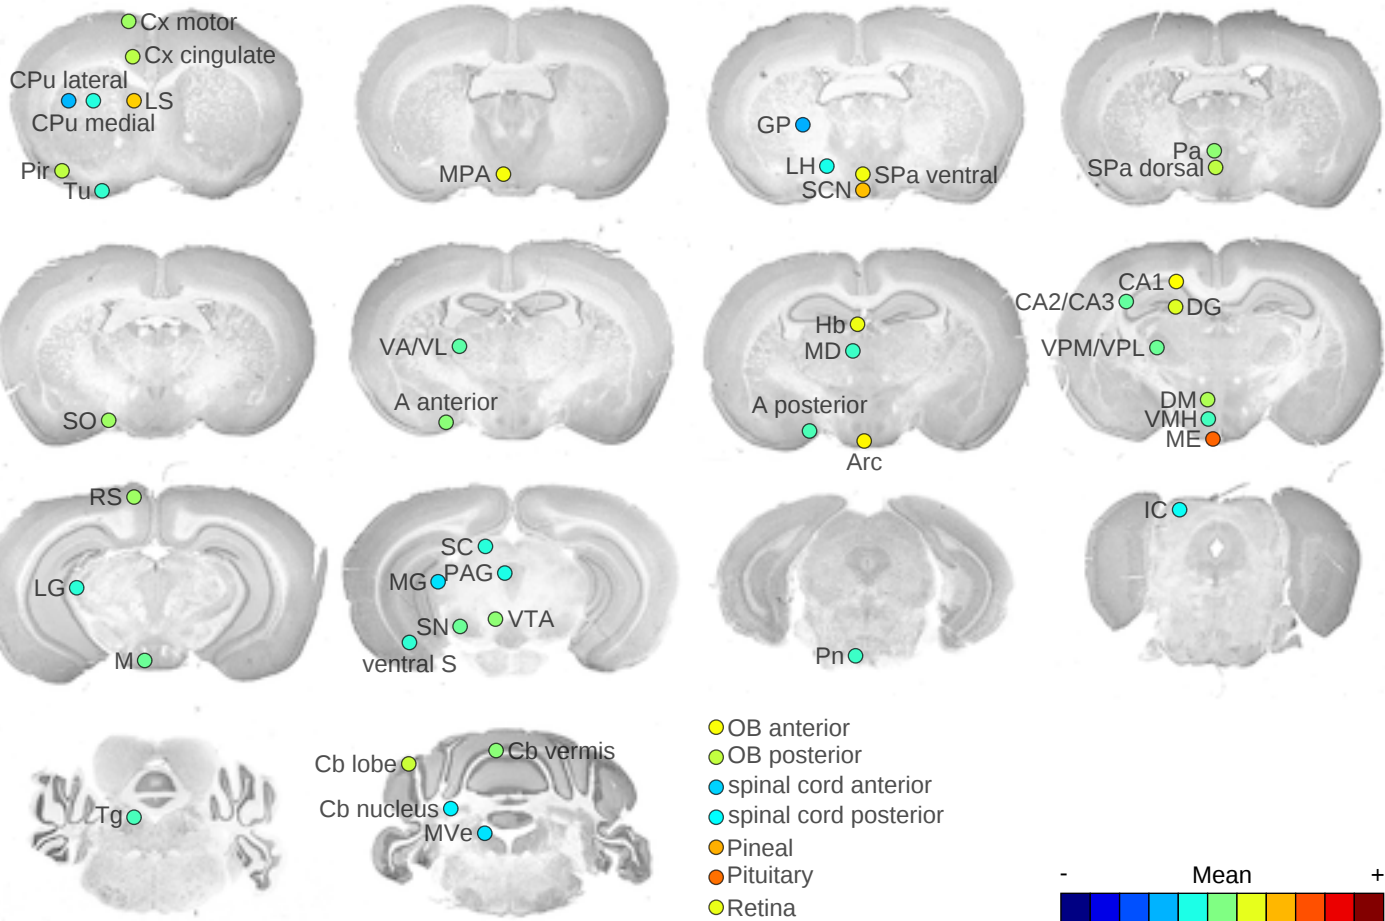 Cx motor
Cx cingulate
CPu lateral
LS
CPu medial
Pir
Tu
MPA
GP
LH
SPa ventral
SCN
Pa
SPa dorsal
SO
VA/VL
A anterior
Hb
MD
A posterior
Arc
CA1
CA2/CA3
DG
VPM/VPL
DM
VMH
ME
RS
LG
M
SC
MG
PAG
SN
VTA
ventral S
Pn
IC
Tg
Cb lobe
Cb vermis
Cb nucleus
MVe
OB anterior
OB posterior
spinal cord anterior
spinal cord posterior
Pineal
Pituitary
Retina
- Mean +